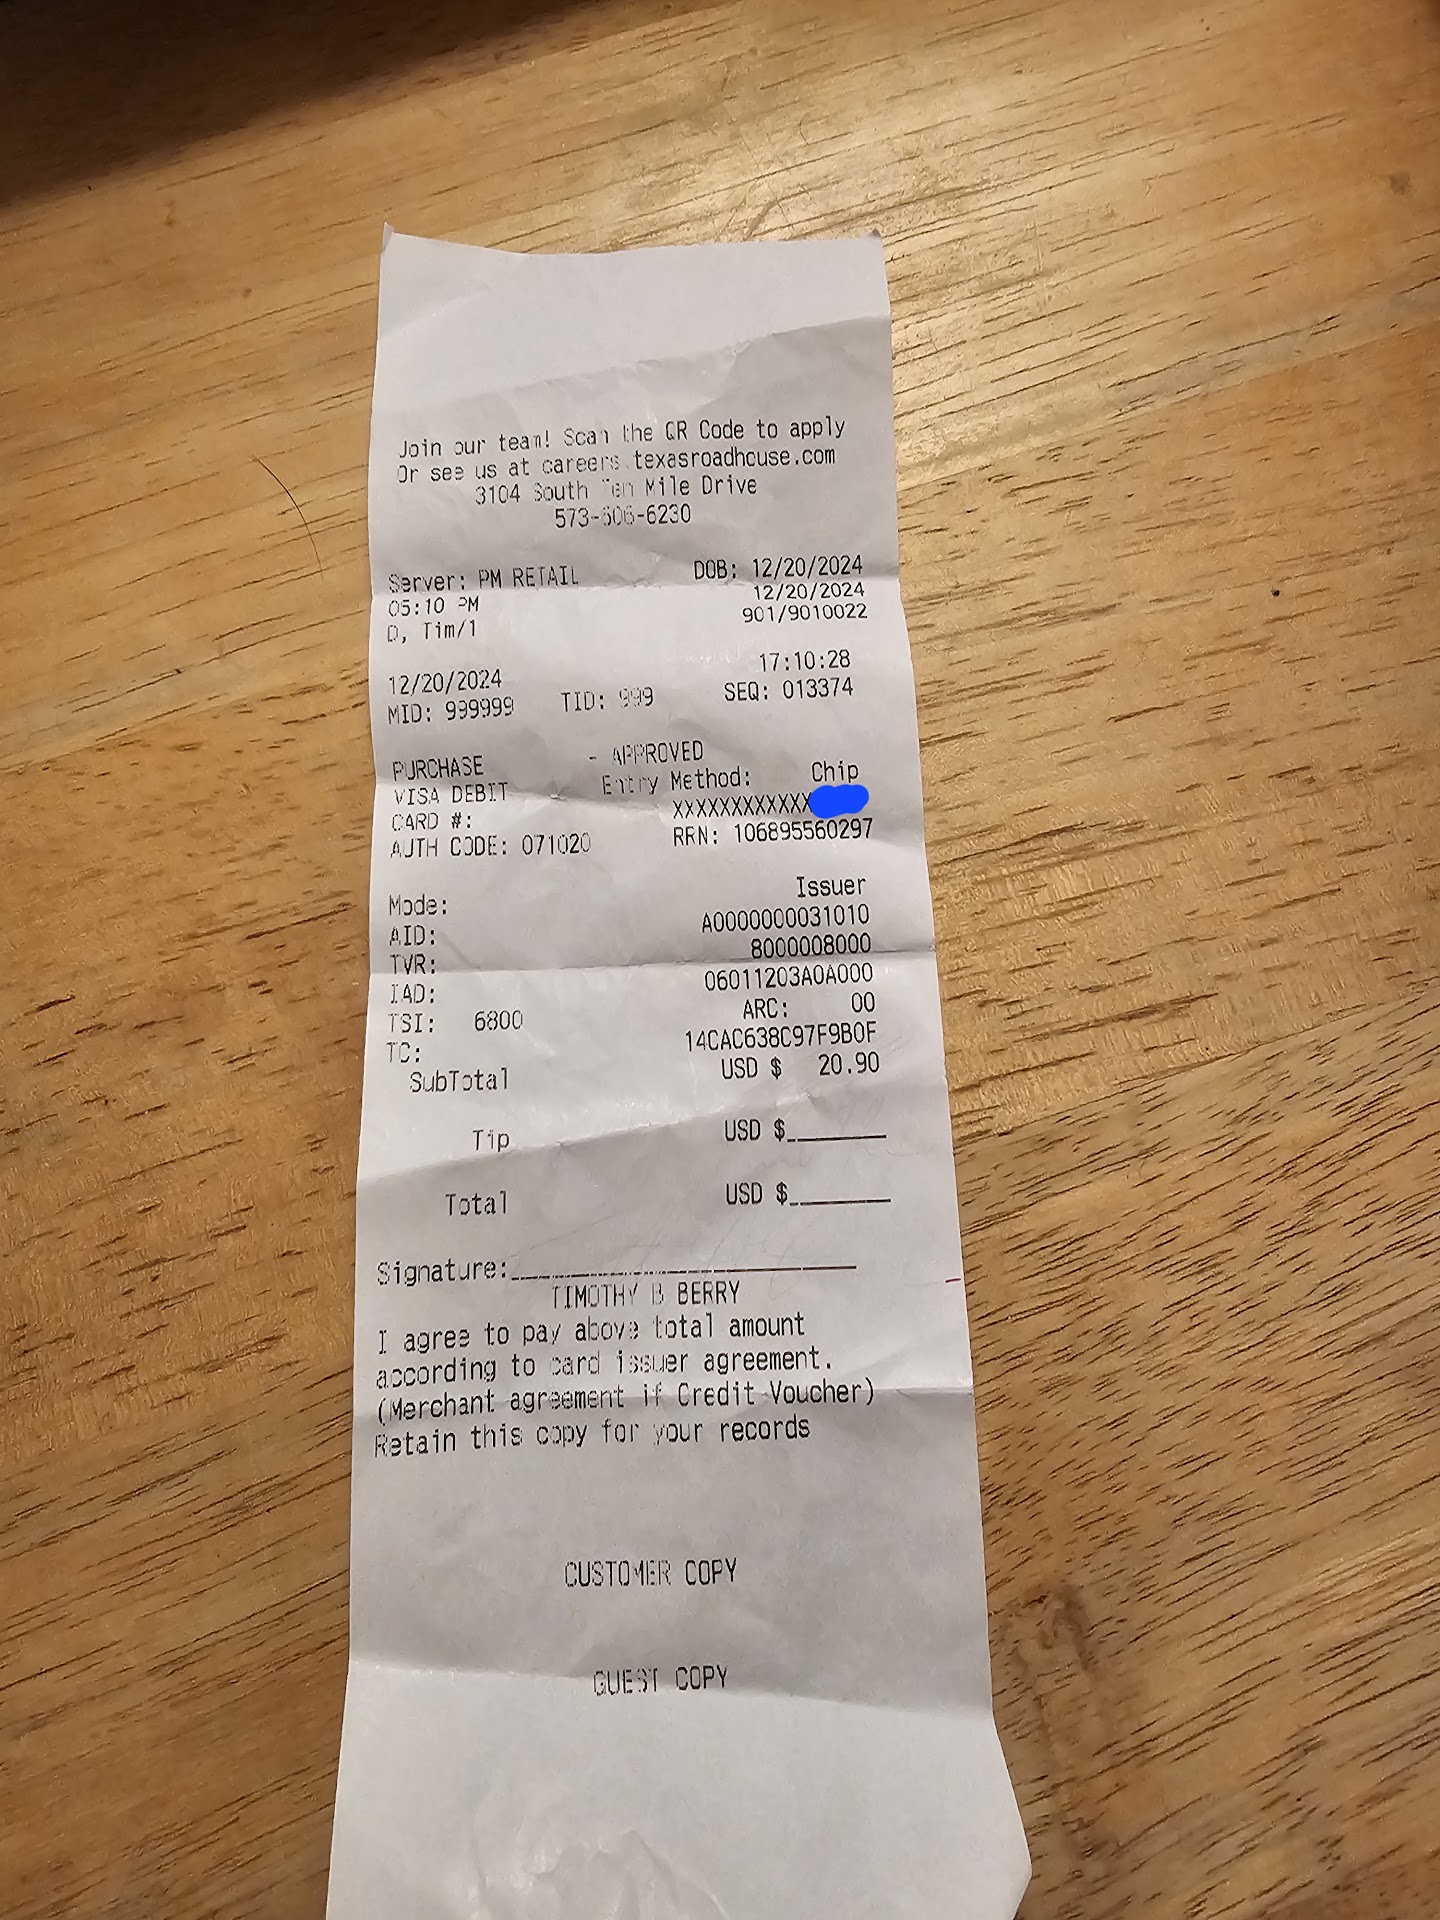 Join our team! Scan the QR Code to apply
Or see us at careers.texasroadhouse.com
3104 South Ten Mile Drive
573-606-6230
Server: PM RETAIL DOB: 12/20/2024
05:10 PM 12/20/2024
D, Tim/1 901/9010022
12/20/2024 17:10:28
MID: 999999 TID: 999 SEQ: 013374
PURCHASE - APPROVED
VISA DEBIT Entry Method: Chip
CARD #: XXXXXXXXXXXX
AUTH CODE: 071020 RRN: 106895560297
Mode: Issuer
AID: A0000000031010
TVR: 8000008000
IAD: 06011203A0A000
TSI: 6800 ARC: 00
TC: 14CAC638C97F9B0F
SubTotal USD $ 20.90
Tip USD $
Total USD $
Signature:
TIMOTHY B BERRY
I agree to pay above total amount
according to card issuer agreement.
(Merchant agreement if Credit Voucher)
Retain this copy for your records
CUSTOMER COPY
GUEST COPY